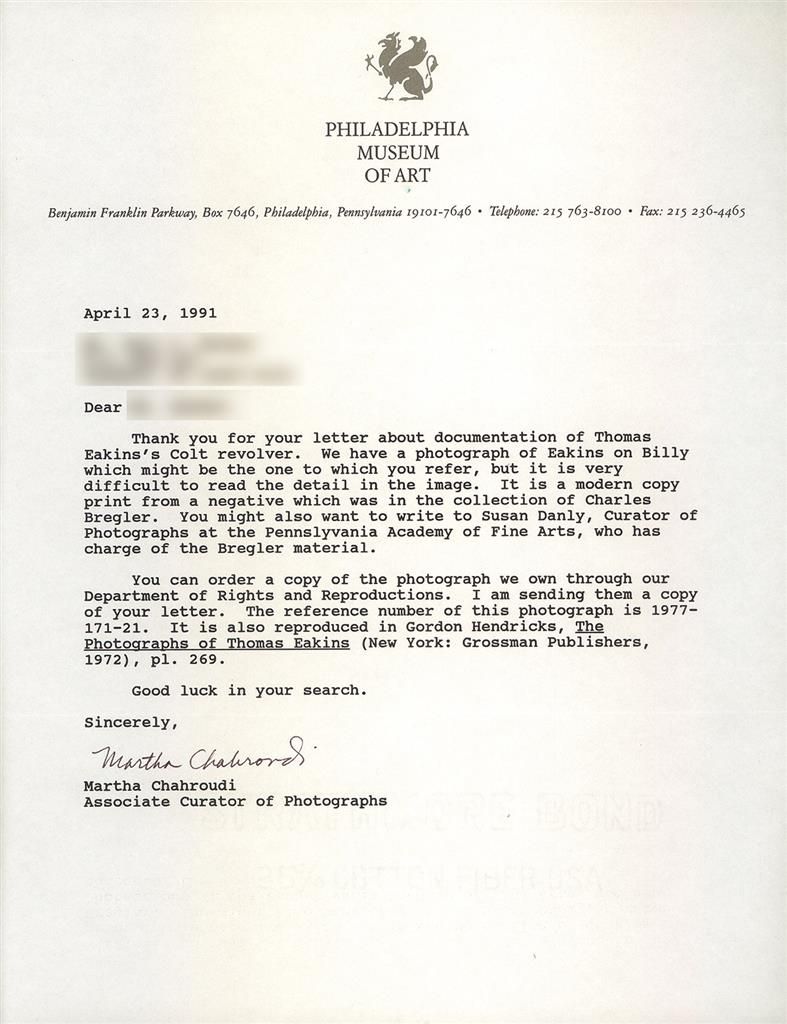 PHILADELPHIA
MUSEUM
OF ART
Benjamin Franklin Parkway, Box 7646, Philadelphia, Pennsylvania 19101-7646 • Telephone: 215 763-8100 • Fax: 215 236-4465
April 23, 1991
Dear
Thank you for your letter about documentation of Thomas
Eakins's Colt revolver. We have a photograph of Eakins on Billy
which might be the one to which you refer, but it is very
difficult to read the detail in the image. It is a modern copy
print from a negative which was in the collection of Charles
Bregler. You might also want to write to Susan Danly, Curator of
Photographs at the Pennslyvania Academy of Fine Arts, who has
charge of the Bregler material.
You can order a copy of the photograph we own through our
Department of Rights and Reproductions. I am sending them a copy
of your letter. The reference number of this photograph is 1977-
171-21. It is also reproduced in Gordon Hendricks, The
Photographs of Thomas Eakins (New York: Grossman Publishers,
1972), pl. 269.
Good luck in your search.
Sincerely,
Martha Chahroudi
Martha Chahroudi
Associate Curator of Photographs
BOND
COTTON FIBER USA